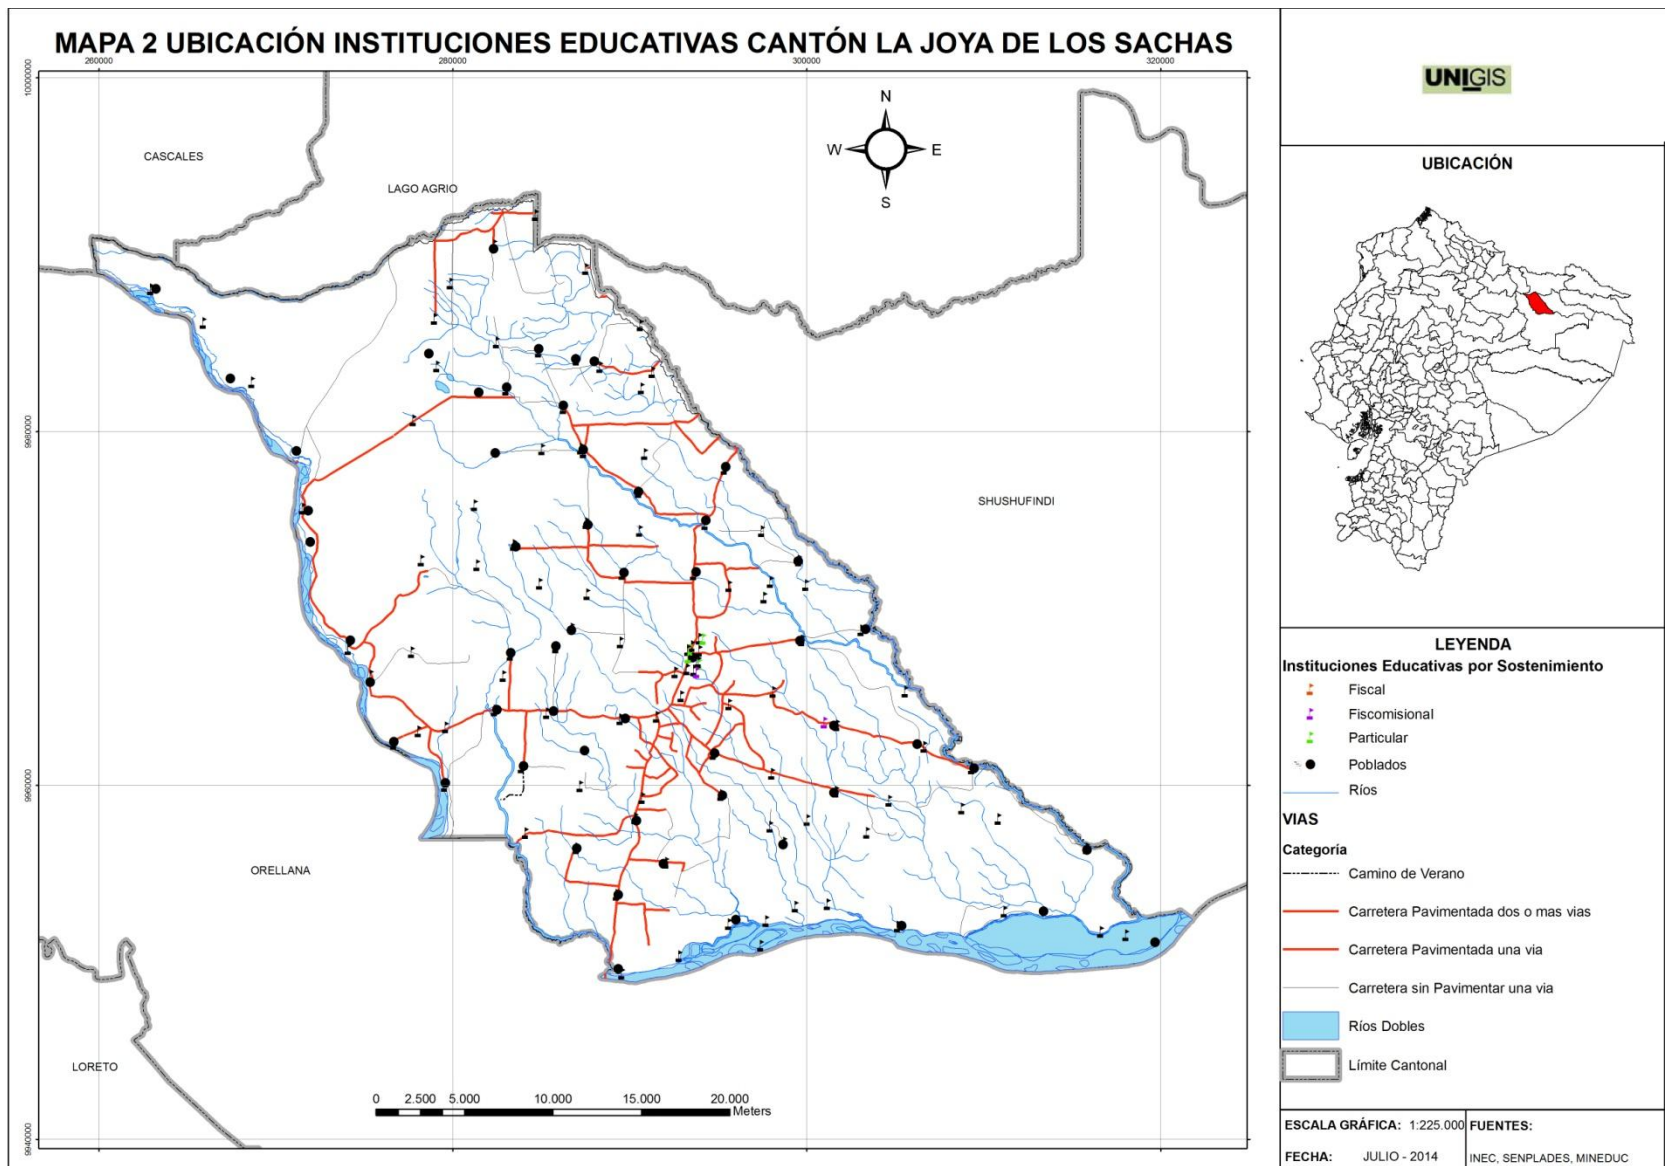 MAPA 2 UBICACIÓN INSTITUCIONES EDUCATIVAS CANTÓN LA JOYA DE LOS SACHAS
260000
280000
300000
320000
10000000
9980000
9960000
9940000
N
W
E
S
CASCALES
LAGO AGRIO
SHUSHUFINDI
ORELLANA
LORETO
0 2.500 5.000 10.000 15.000 20.000
Meters
UNIGIS
UBICACIÓN
LEYENDA
Instituciones Educativas por Sostenimiento
Fiscal
Fiscomisional
Particular
Poblados
Ríos
VIAS
Categoría
Camino de Verano
Carretera Pavimentada dos o mas vias
Carretera Pavimentada una via
Carretera sin Pavimentar una via
Ríos Dobles
Límite Cantonal
ESCALA GRÁFICA: 1:225.000
FECHA: JULIO - 2014
FUENTES:
INEC, SENPLADES, MINEDUC